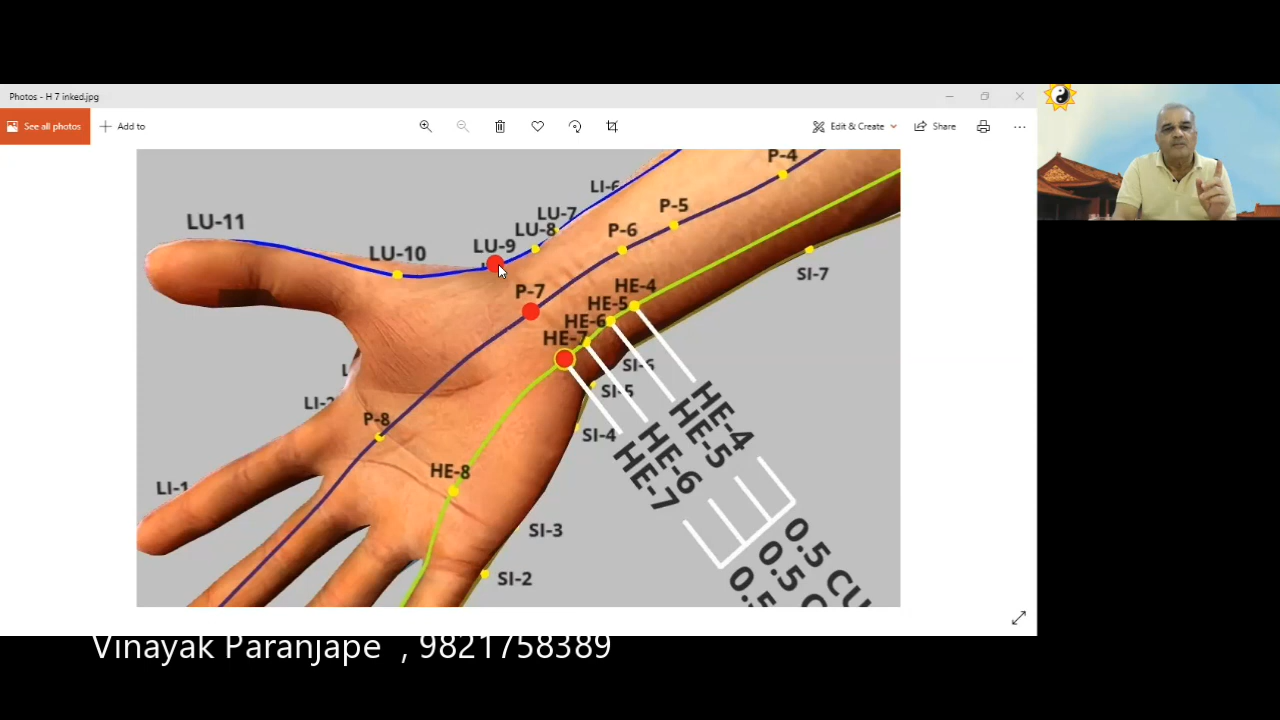 Photos - H 7 inked.jpg
See all photos
Add to
Edit & Create
Share
P-4
LI-6
LU-11
LU-7
P-5
LU-8
P-6
LU-9
LU-10
SI-7
P-7
HE-4
HE-5
HE-6
HE-7
SI-6
SI-5
LI-2
P-8
SI-4
HE-4
HE-5
HE-6
HE-7
HE-8
LI-1
SI-3
SI-2
0.5 CU
0.5 C
0.5
Vinayak Paranjape , 9821758389